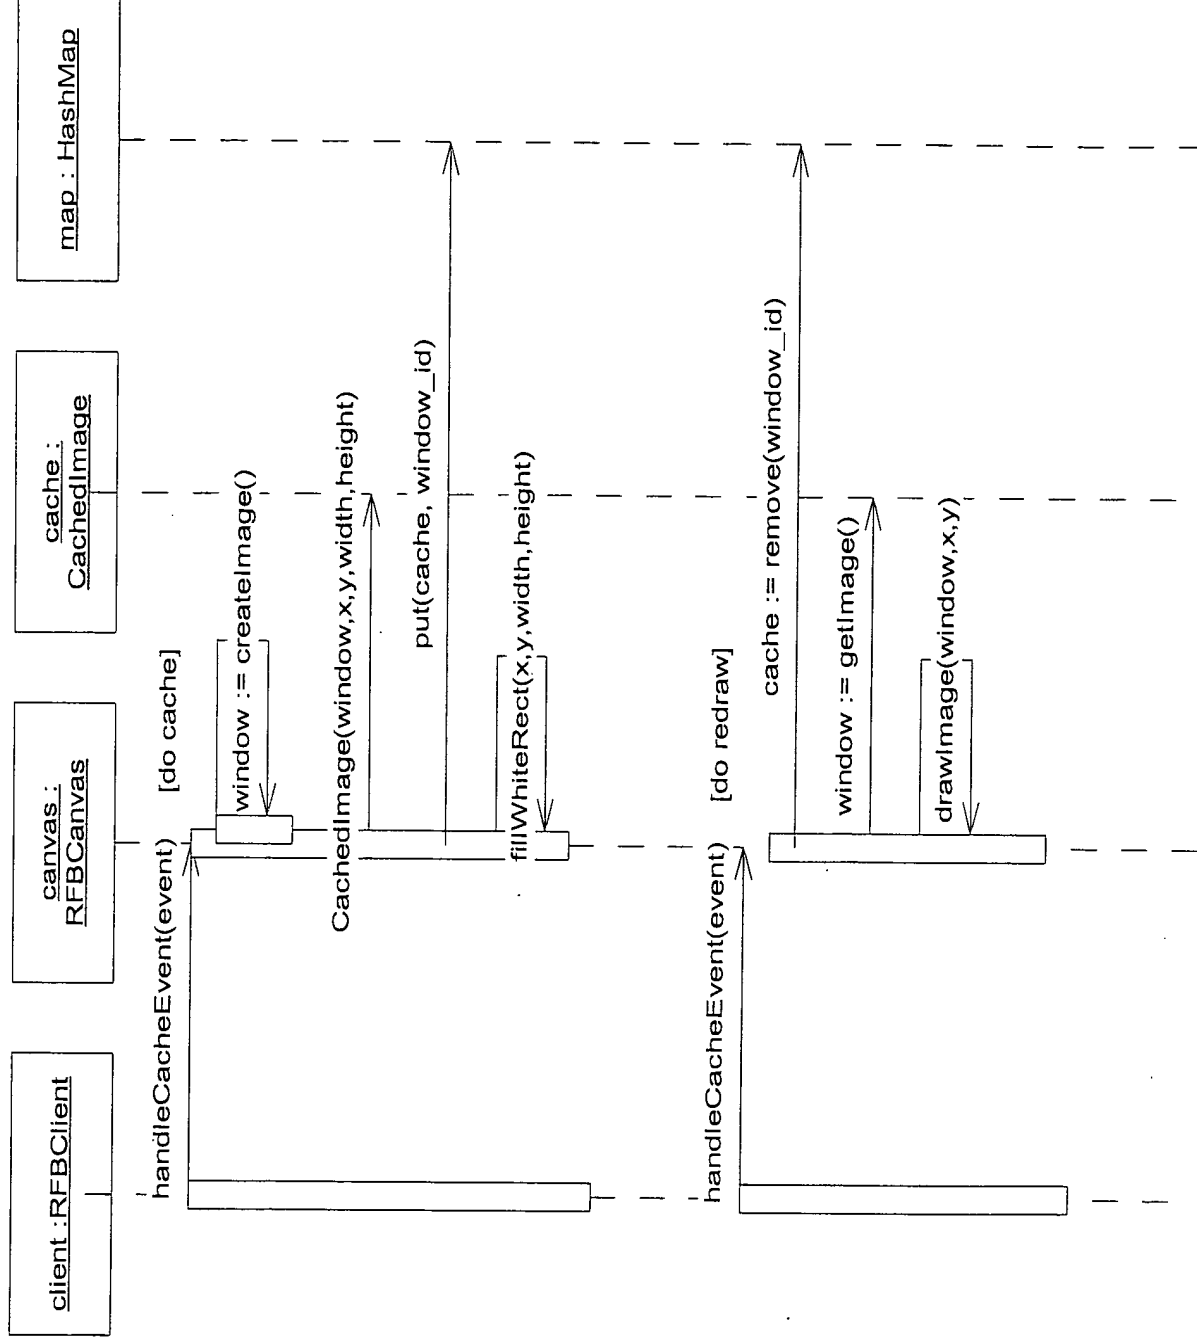 client :RFBClient
canvas :
RFBCanvas
cache :
CachedImage
map : HashMap
handleCacheEvent(event)
[do cache]
window := createImage()
CachedImage(window,x,y,width,height)
put(cache, window_id)
fillWhiteRect(x,y,width,height)
handleCacheEvent(event)
[do redraw]
cache := remove(window_id)
window := getImage()
drawImage(window,x,y)